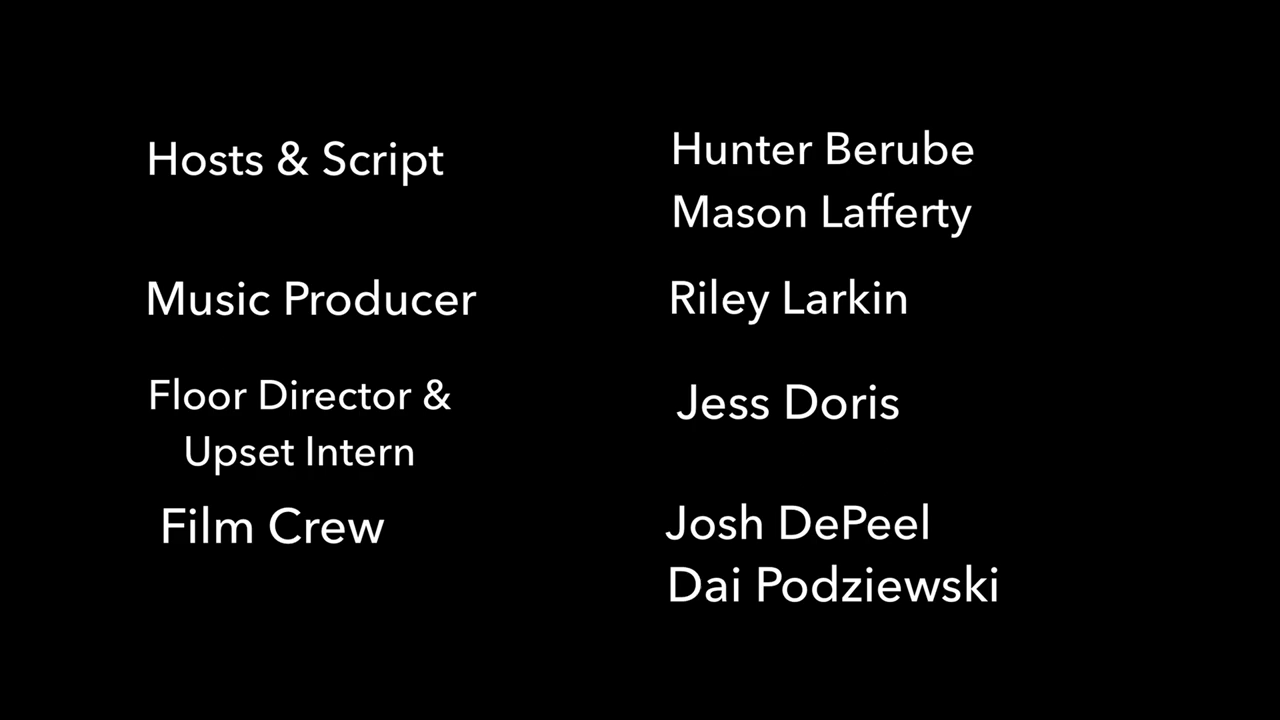 Hosts & Script
Hunter Berube
Mason Lafferty
Music Producer
Riley Larkin
Floor Director &
Upset Intern
Jess Doris
Film Crew
Josh DePeel
Dai Podziewski